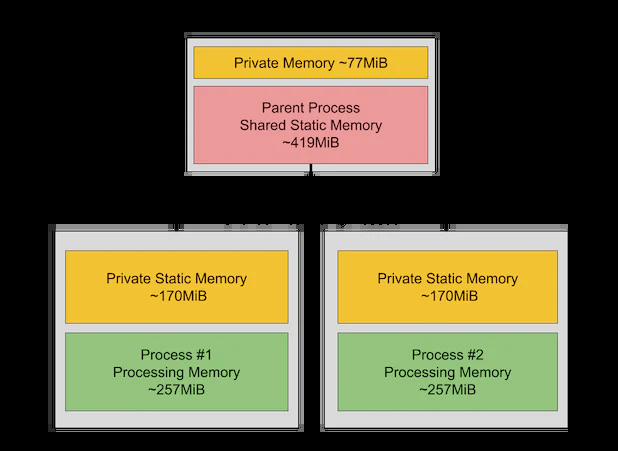 Private Memory ~77MiB
Parent Process
Shared Static Memory
~419MiB
Private Static Memory
~170MiB
Private Static Memory
~170MiB
Process #1
Processing Memory
~257MiB
Process #2
Processing Memory
~257MiB